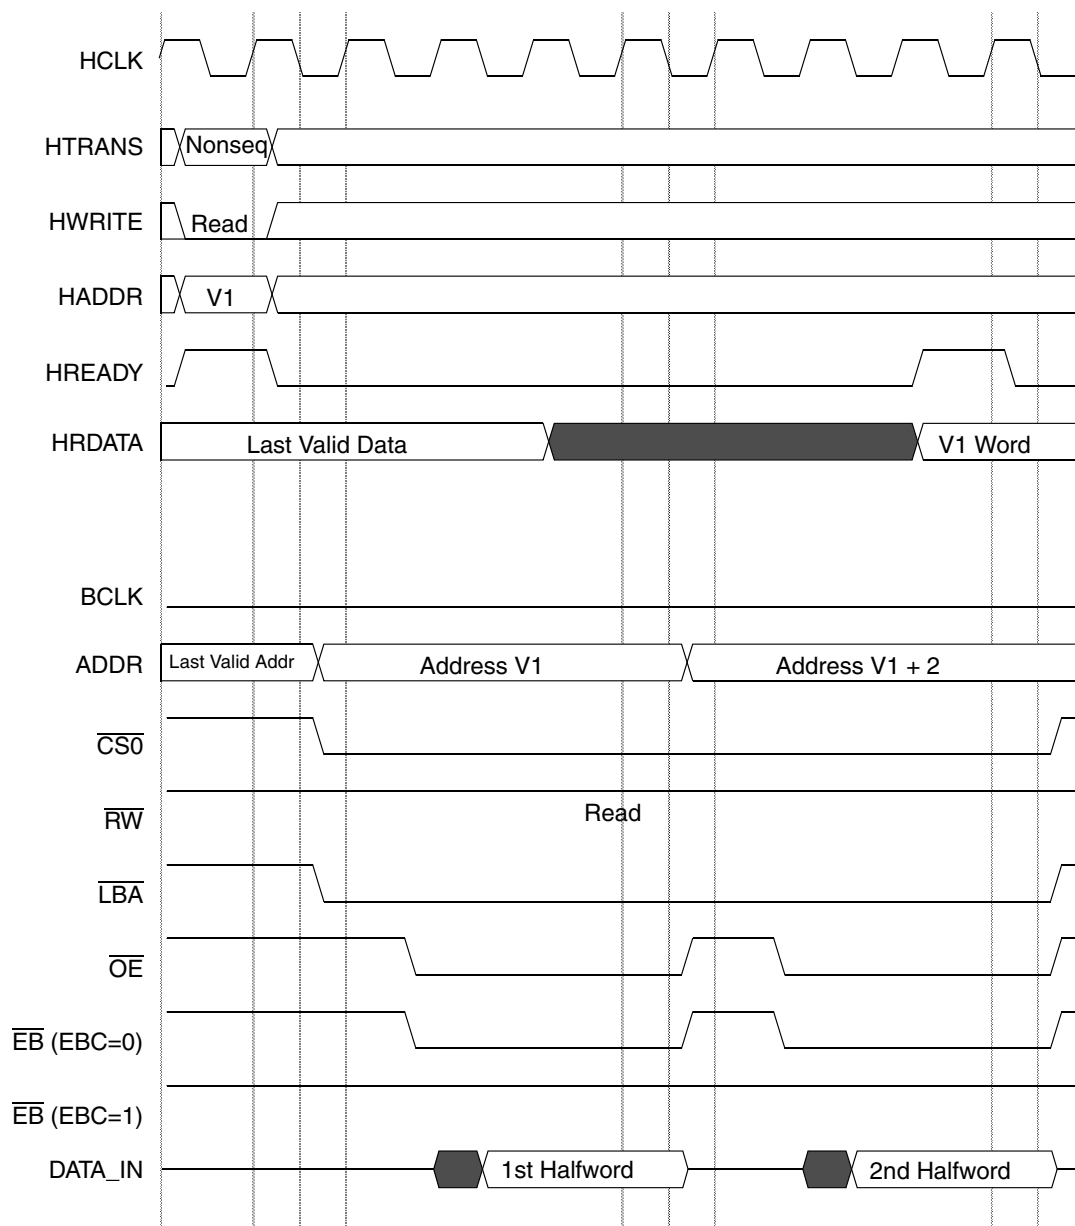 HCLK
HTRANS Nonseq
HWRITE Read
HADDR V1
HREADY
HRDATA Last Valid Data V1 Word
BCLK
ADDR Last Valid Addr Address V1 Address V1 + 2
CS0
RW Read
LBA
OE
EB (EBC=0)
EB (EBC=1)
DATA_IN 1st Halfword 2nd Halfword